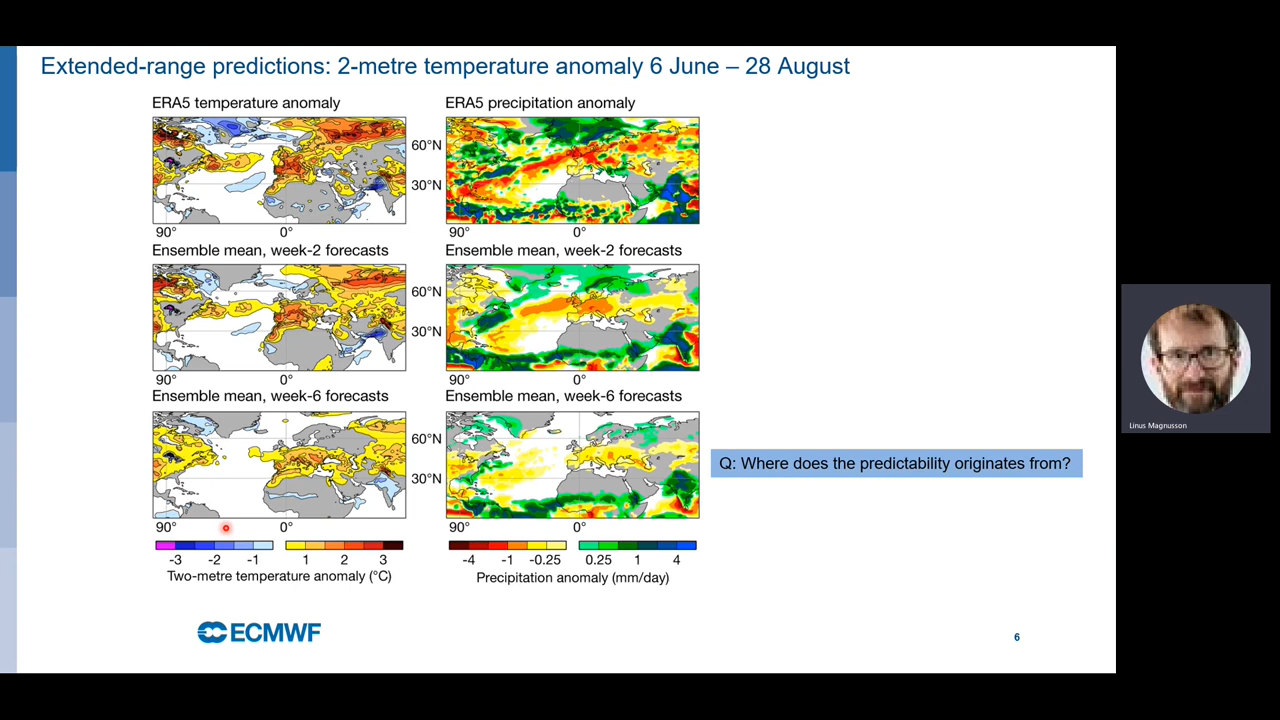 Extended-range predictions: 2-metre temperature anomaly 6 June – 28 August
ERA5 temperature anomaly
ERA5 precipitation anomaly
60°N
30°N
90°
0°
90°
0°
Ensemble mean, week-2 forecasts
Ensemble mean, week-2 forecasts
60°N
30°N
90°
0°
90°
0°
Ensemble mean, week-6 forecasts
Ensemble mean, week-6 forecasts
60°N
30°N
90°
0°
90°
0°
-3 -2 -1 1 2 3
-4 -1 -0.25 0.25 1 4
Two-metre temperature anomaly (°C)
Precipitation anomaly (mm/day)
Q: Where does the predictability originates from?
Linus Magnusson
ECMWF
6